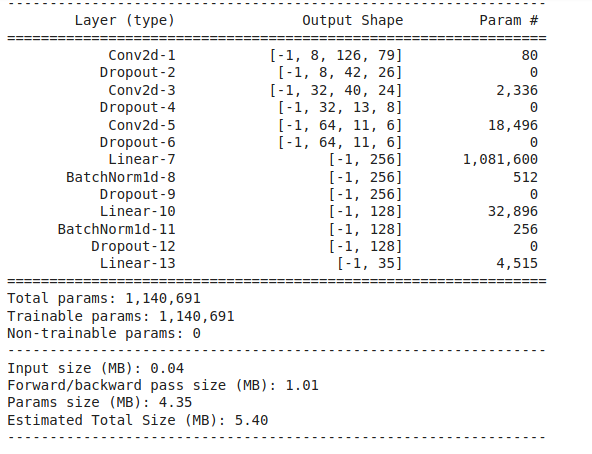 ----------------------------------------------------------------
Layer (type) Output Shape Param #
================================================================
Conv2d-1 [-1, 8, 126, 79] 80
Dropout-2 [-1, 8, 42, 26] 0
Conv2d-3 [-1, 32, 40, 24] 2,336
Dropout-4 [-1, 32, 13, 8] 0
Conv2d-5 [-1, 64, 11, 6] 18,496
Dropout-6 [-1, 64, 11, 6] 0
Linear-7 [-1, 256] 1,081,600
BatchNorm1d-8 [-1, 256] 512
Dropout-9 [-1, 256] 0
Linear-10 [-1, 128] 32,896
BatchNorm1d-11 [-1, 128] 256
Dropout-12 [-1, 128] 0
Linear-13 [-1, 35] 4,515
================================================================
Total params: 1,140,691
Trainable params: 1,140,691
Non-trainable params: 0
----------------------------------------------------------------
Input size (MB): 0.04
Forward/backward pass size (MB): 1.01
Params size (MB): 4.35
Estimated Total Size (MB): 5.40
----------------------------------------------------------------